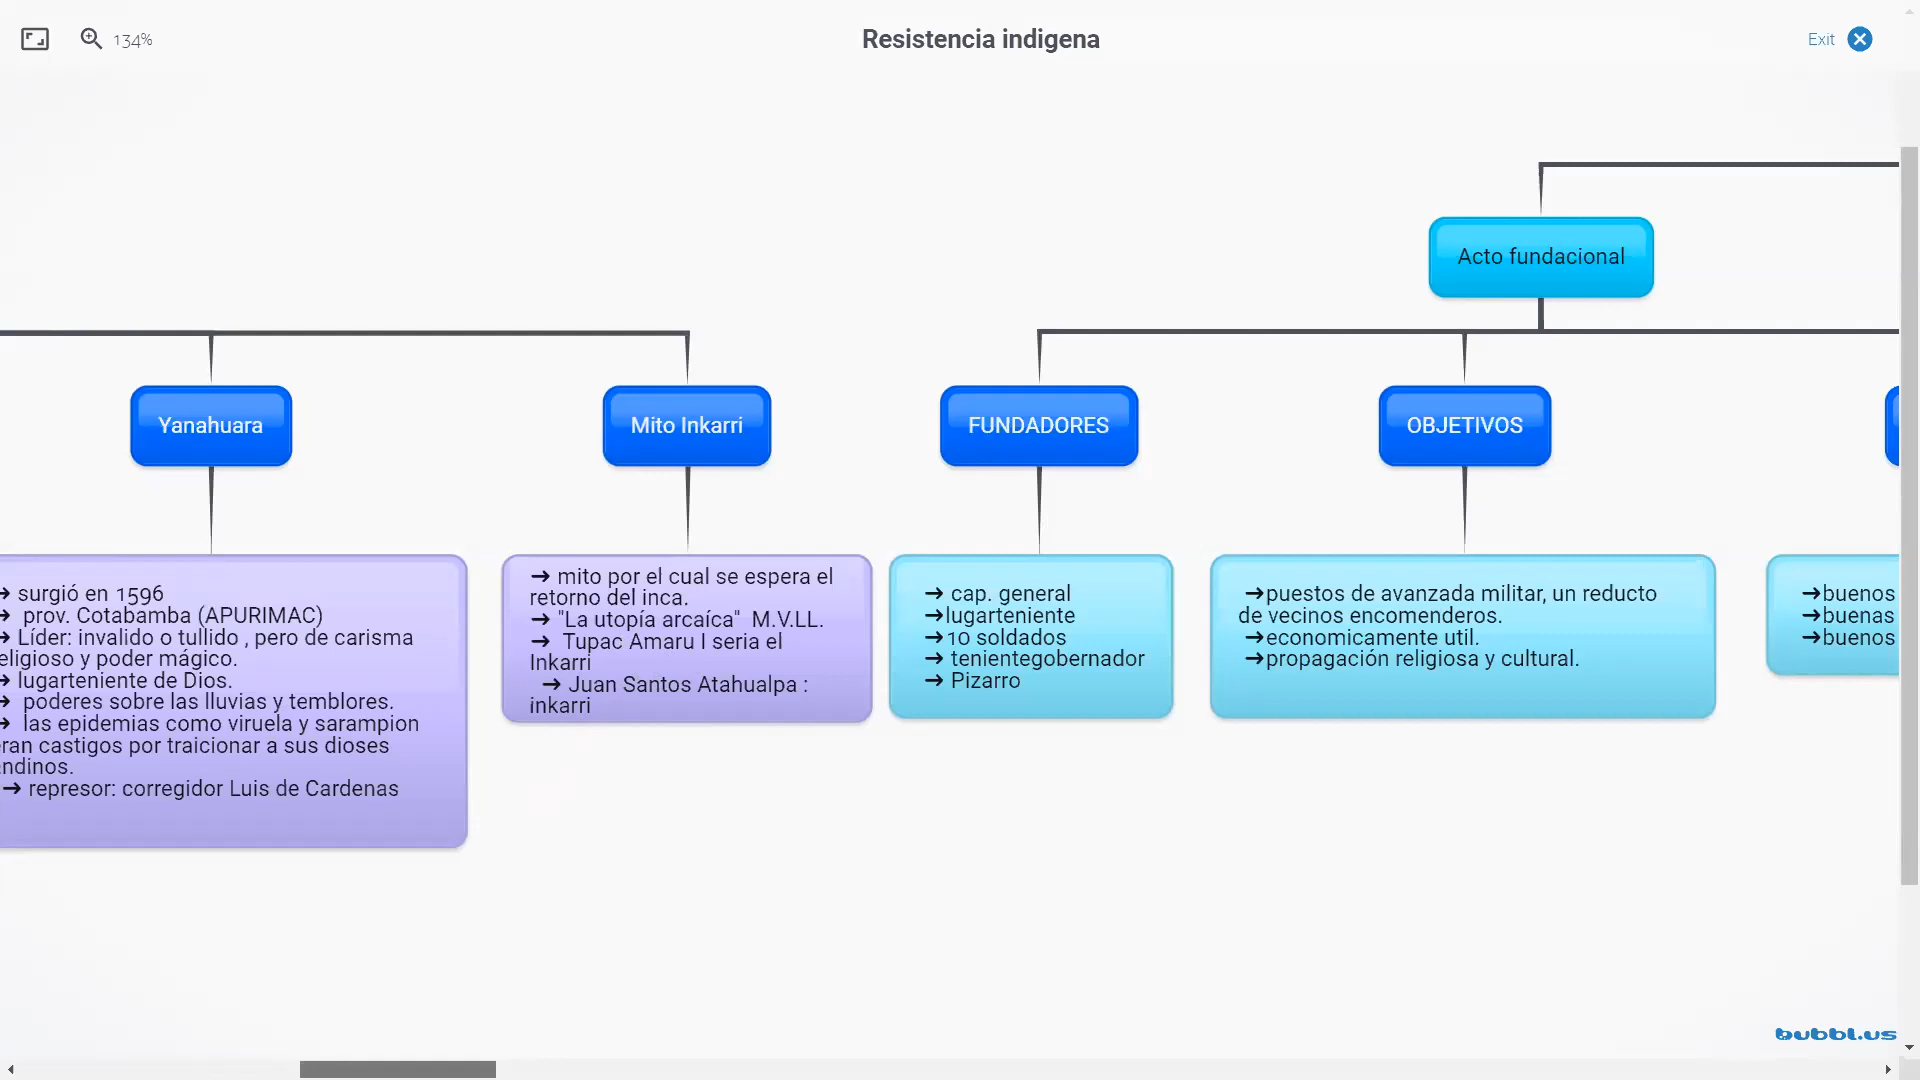 134%
Resistencia indigena
Exit
Acto fundacional
Yanahuara
Mito Inkarri
FUNDADORES
OBJETIVOS
➔ surgió en 1596
➔ prov. Cotabamba (APURIMAC)
➔ Líder: invalido o tullido , pero de carisma
eligioso y poder mágico.
➔ lugarteniente de Dios.
➔ poderes sobre las lluvias y temblores.
➔ las epidemias como viruela y sarampion
eran castigos por traicionar a sus dioses
andinos.
➔ represor: corregidor Luis de Cardenas
➔ mito por el cual se espera el
retorno del inca.
➔ "La utopía arcaíca" M.V.LL.
➔ Tupac Amaru I seria el
Inkarri
➔ Juan Santos Atahualpa :
inkarri
➔ cap. general
➔lugarteniente
➔10 soldados
➔ tenientegobernador
➔ Pizarro
➔puestos de avanzada militar, un reducto
de vecinos encomenderos.
➔economicamente util.
➔propagación religiosa y cultural.
➔buenos
➔buenas
➔buenos
bubbl.us